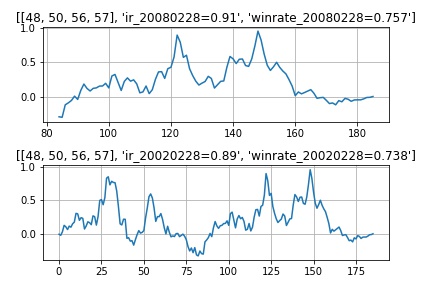 [[48, 50, 56, 57], 'ir_20080228=0.91', 'winrate_20080228=0.757']
1.0
0.5
0.0
80 100 120 140 160 180
[[48, 50, 56, 57], 'ir_20020228=0.89', 'winrate_20020228=0.738']
1.0
0.5
0.0
0 25 50 75 100 125 150 175